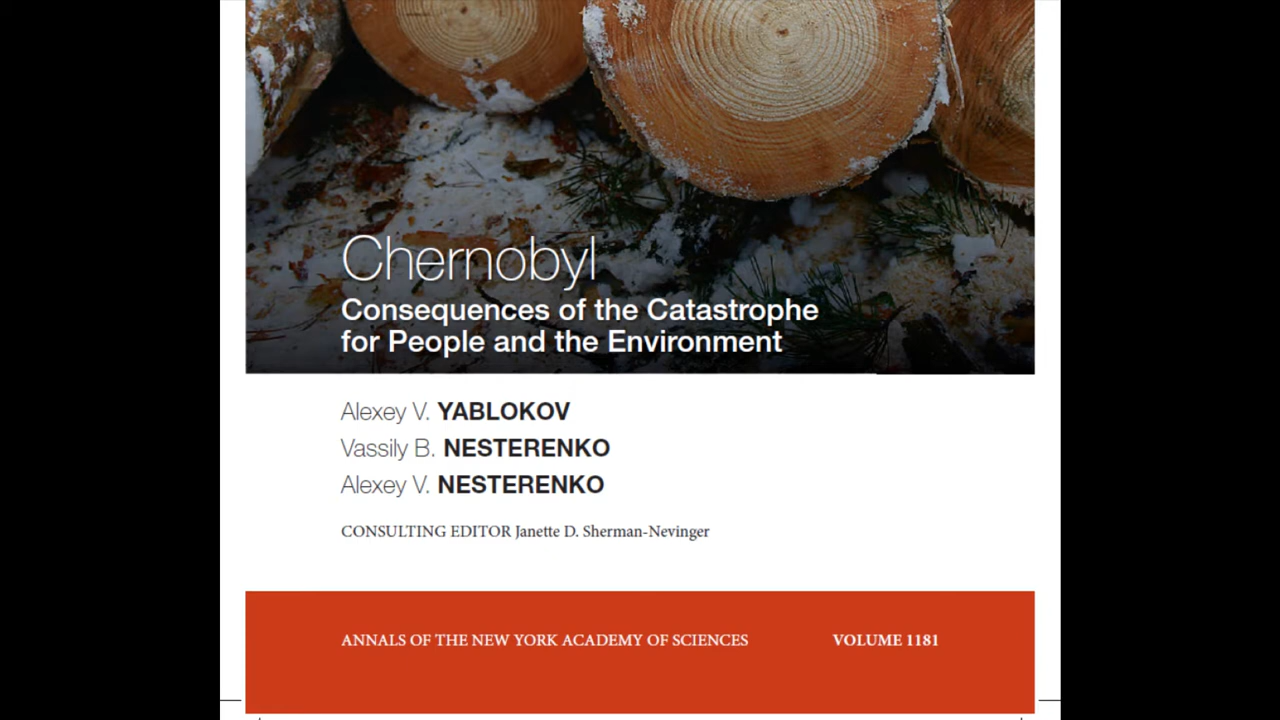 Chernobyl
Consequences of the Catastrophe
for People and the Environment
Alexey V. YABLOKOV
Vassily B. NESTERENKO
Alexey V. NESTERENKO
CONSULTING EDITOR Janette D. Sherman-Nevinger
ANNALS OF THE NEW YORK ACADEMY OF SCIENCES VOLUME 1181